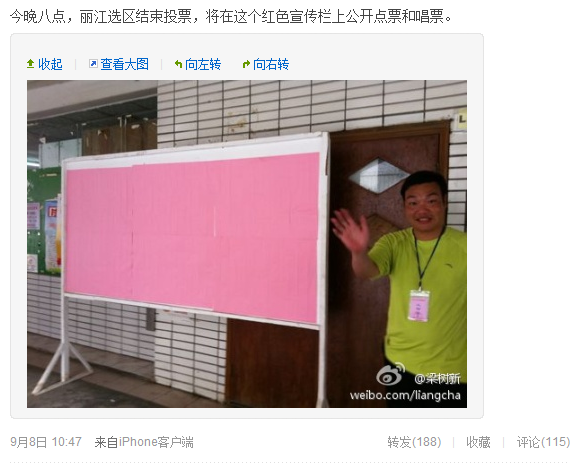 今晚八点，丽江选区结束投票，将在这个红色宣传栏上公开点票和唱票。
收起 查看大图 向左转 向右转
@梁树新
weibo.com/liangcha
9月8日 10:47 来自iPhone客户端 转发(188) 收藏 评论(115)